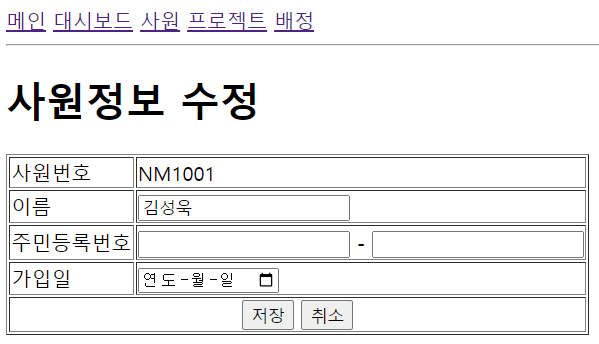 메인 대시보드 사원 프로젝트 배정
사원정보 수정
사원번호 NM1001
이름 김성욱
주민등록번호 -
가입일 연도-월-일
저장 취소